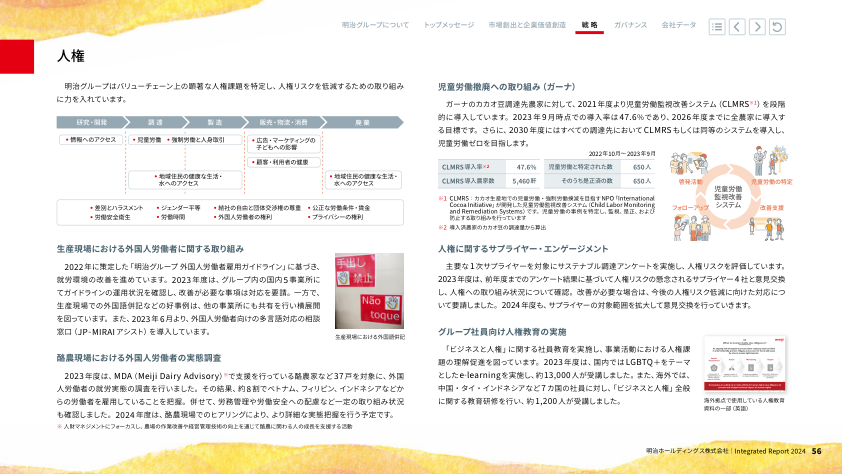 明治グループについて　トップメッセージ　市場創出と企業価値創造　戦略　ガバナンス　会社データ
人権
明治グループはバリューチェーン上の顕著な人権課題を特定し、人権リスクを低減するための取り組み
に力を入れています。
研究・開発　調達　製造　販売・物流・消費　廃棄
• 情報へのアクセス
• 児童労働　• 強制労働と人身取引
• 広告・マーケティングの
子どもへの影響
• 顧客・利用者の健康
• 地域住民の健康な生活・
水へのアクセス
• 地域住民の健康な生活・
水へのアクセス
• 差別とハラスメント　• ジェンダー平等　• 結社の自由と団体交渉権の尊重　• 公正な労働条件・賃金
• 労働安全衛生　• 労働時間　• 外国人労働者の権利　• プライバシーの権利
生産現場における外国人労働者に関する取り組み
2022年に策定した「明治グループ 外国人労働者雇用ガイドライン」に基づき、
就労環境の改善を進めています。2023年度は、グループ内の国内5事業所に
てガイドラインの運用状況を確認し、改善が必要な事項は対応を要請。一方で、
生産現場での外国語併記などの好事例は、他の事業所にも共有を行い横展開
を図っています。また、2023年6月より、外国人労働者向けの多言語対応の相談
窓口（JP-MIRAI アシスト）を導入しています。
手出し
禁止
Não
toque
生産現場における外国語併記
酪農現場における外国人労働者の実態調査
2023年度は、MDA（Meiji Dairy Advisory）※で支援を行っている酪農家など37戸を対象に、外国
人労働者の就労実態の調査を行いました。その結果、約8割でベトナム、フィリピン、インドネシアなどか
らの労働者を雇用していることを把握。併せて、労務管理や労働安全への配慮など一定の取り組み状況
も確認しました。2024年度は、酪農現場でのヒアリングにより、より詳細な実態把握を行う予定です。
※ 人財マネジメントにフォーカスし、農場の作業改善や経営管理技術の向上を通じて酪農に関わる人の成長を支援する活動
児童労働撤廃への取り組み（ガーナ）
ガーナのカカオ豆調達先農家に対して、2021年度より児童労働監視改善システム（CLMRS※1）を段階
的に導入しています。2023年9月時点での導入率は47.6%であり、2026年度までに全農家に導入す
る目標です。さらに、2030年度にはすべての調達先においてCLMRSもしくは同等のシステムを導入し、
児童労働ゼロを目指します。
2022年10月～2023年9月
CLMRS導入率※2　47.6%　児童労働と特定された数　650人
CLMRS導入農家数　5,460軒　そのうち是正済の数　650人
※1 CLMRS：カカオ生産地での児童労働・強制労働撲滅を目指すNPO「International
Cocoa Initiative」が開発した児童労働監視改善システム（Child Labor Monitoring
and Remediation Systems）です。児童労働の事例を特定し、監視、是正、および
防止する取り組みを行っています
※2 導入済農家のカカオ豆の調達量から算出
啓発活動
児童労働の特定
児童労働
監視改善
システム
フォローアップ
改善支援
人権に関するサプライヤー・エンゲージメント
主要な1次サプライヤーを対象にサステナブル調達アンケートを実施し、人権リスクを評価しています。
2023年度は、前年度までのアンケート結果に基づいて人権リスクの懸念されるサプライヤー4社と意見交換
し、人権への取り組み状況について確認。改善が必要な場合は、今後の人権リスク低減に向けた対応につ
いて要請しました。2024年度も、サプライヤーの対象範囲を拡大して意見交換を行っていきます。
グループ社員向け人権教育の実施
「ビジネスと人権」に関する社員教育を実施し、事業活動における人権課
題の理解促進を図っています。2023年度は、国内ではLGBTQ+をテーマ
としたe-learningを実施し、約13,000人が受講しました。また、海外では、
中国・タイ・インドネシアなど7カ国の社員に対し、「ビジネスと人権」全般
に関する教育研修を行い、約1,200人が受講しました。
海外拠点で使用している人権教育
資料の一部（英語）
明治ホールディングス株式会社 | Integrated Report 2024　56